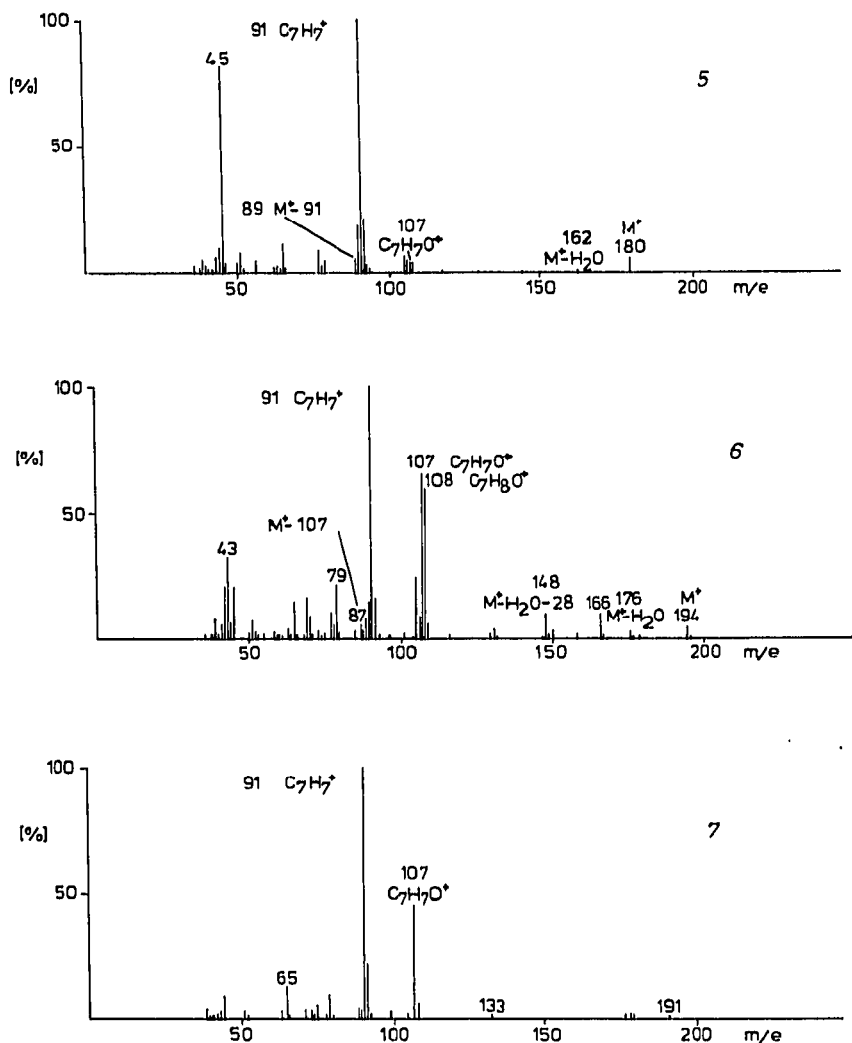 100
91 C7H7+
45
[%]
5
50
89 M+-91
107
C7H7O+
162
M+-H2O
M+
180
50
100
150
200
m/e
100
91 C7H7+
[%]
6
107 C7H7O+
108 C7H8O+
50
M+-107
43
79
87
148
M+-H2O-28
166
176
M+-H2O
M+
194
50
100
150
200
m/e
100
91 C7H7+
[%]
7
107
C7H7O+
50
65
133
191
50
100
150
200
m/e